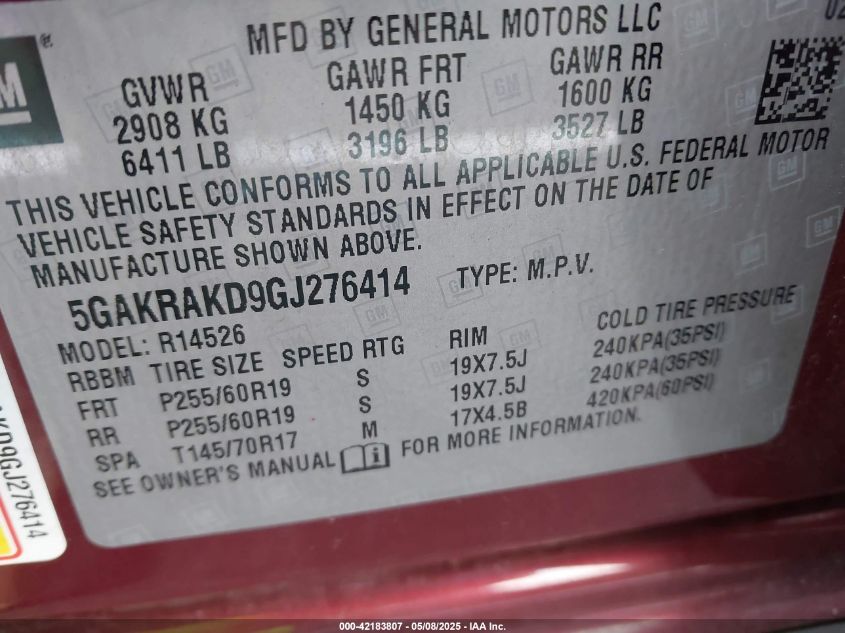 MFD BY GENERAL MOTORS LLC 02
GM ®
GVWR GAWR FRT GAWR RR
2908 KG 1450 KG 1600 KG
6411 LB 3196 LB 3527 LB
THIS VEHICLE CONFORMS TO ALL APPLICABLE U.S. FEDERAL MOTOR
VEHICLE SAFETY STANDARDS IN EFFECT ON THE DATE OF
MANUFACTURE SHOWN ABOVE.
5GAKRAKD9GJ276414 TYPE: M.P.V.
MODEL: R14526
RBBM TIRE SIZE SPEED RTG RIM COLD TIRE PRESSURE
FRT P255/60R19 S 19X7.5J 240KPA(35PSI)
RR P255/60R19 S 19X7.5J 240KPA(35PSI)
SPA T145/70R17 M 17X4.5B 420KPA(60PSI)
SEE OWNER'S MANUAL i FOR MORE INFORMATION.
KD9GJ276414
000-42183807 - 05/08/2025 - IAA Inc.